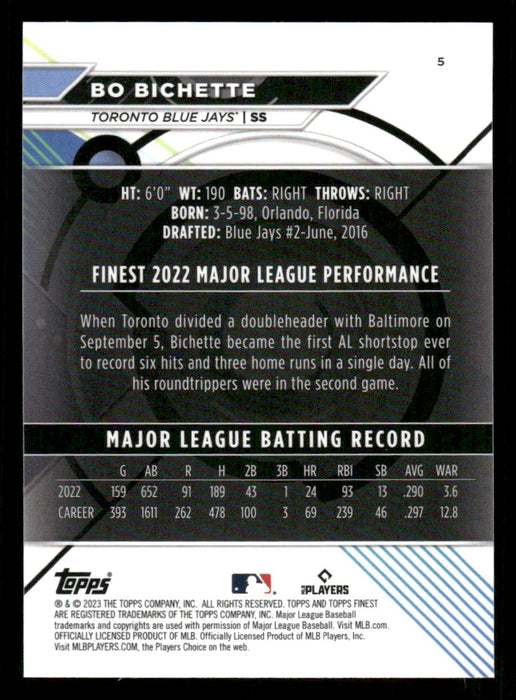 5
BO BICHETTE
TORONTO BLUE JAYS® | SS
HT: 6'0" WT: 190 BATS: RIGHT THROWS: RIGHT
BORN: 3-5-98, Orlando, Florida
DRAFTED: Blue Jays #2-June, 2016
FINEST 2022 MAJOR LEAGUE PERFORMANCE
When Toronto divided a doubleheader with Baltimore on
September 5, Bichette became the first AL shortstop ever
to record six hits and three home runs in a single day. All of
his roundtrippers were in the second game.
MAJOR LEAGUE BATTING RECORD
G AB R H 2B 3B HR RBI SB AVG WAR
2022 159 652 91 189 43 1 24 93 13 .290 3.6
CAREER 393 1611 262 478 100 3 69 239 46 .297 12.8
topps
MLB PLAYERS
® & © 2023 THE TOPPS COMPANY, INC. ALL RIGHTS RESERVED. TOPPS AND TOPPS FINEST
ARE REGISTERED TRADEMARKS OF THE TOPPS COMPANY, INC. Major League Baseball
trademarks and copyrights are used with permission of Major League Baseball. Visit MLB.com.
OFFICIALLY LICENSED PRODUCT OF MLB. Officially Licensed Product of MLB Players, Inc.
Visit MLBPLAYERS.com, the Players Choice on the web.